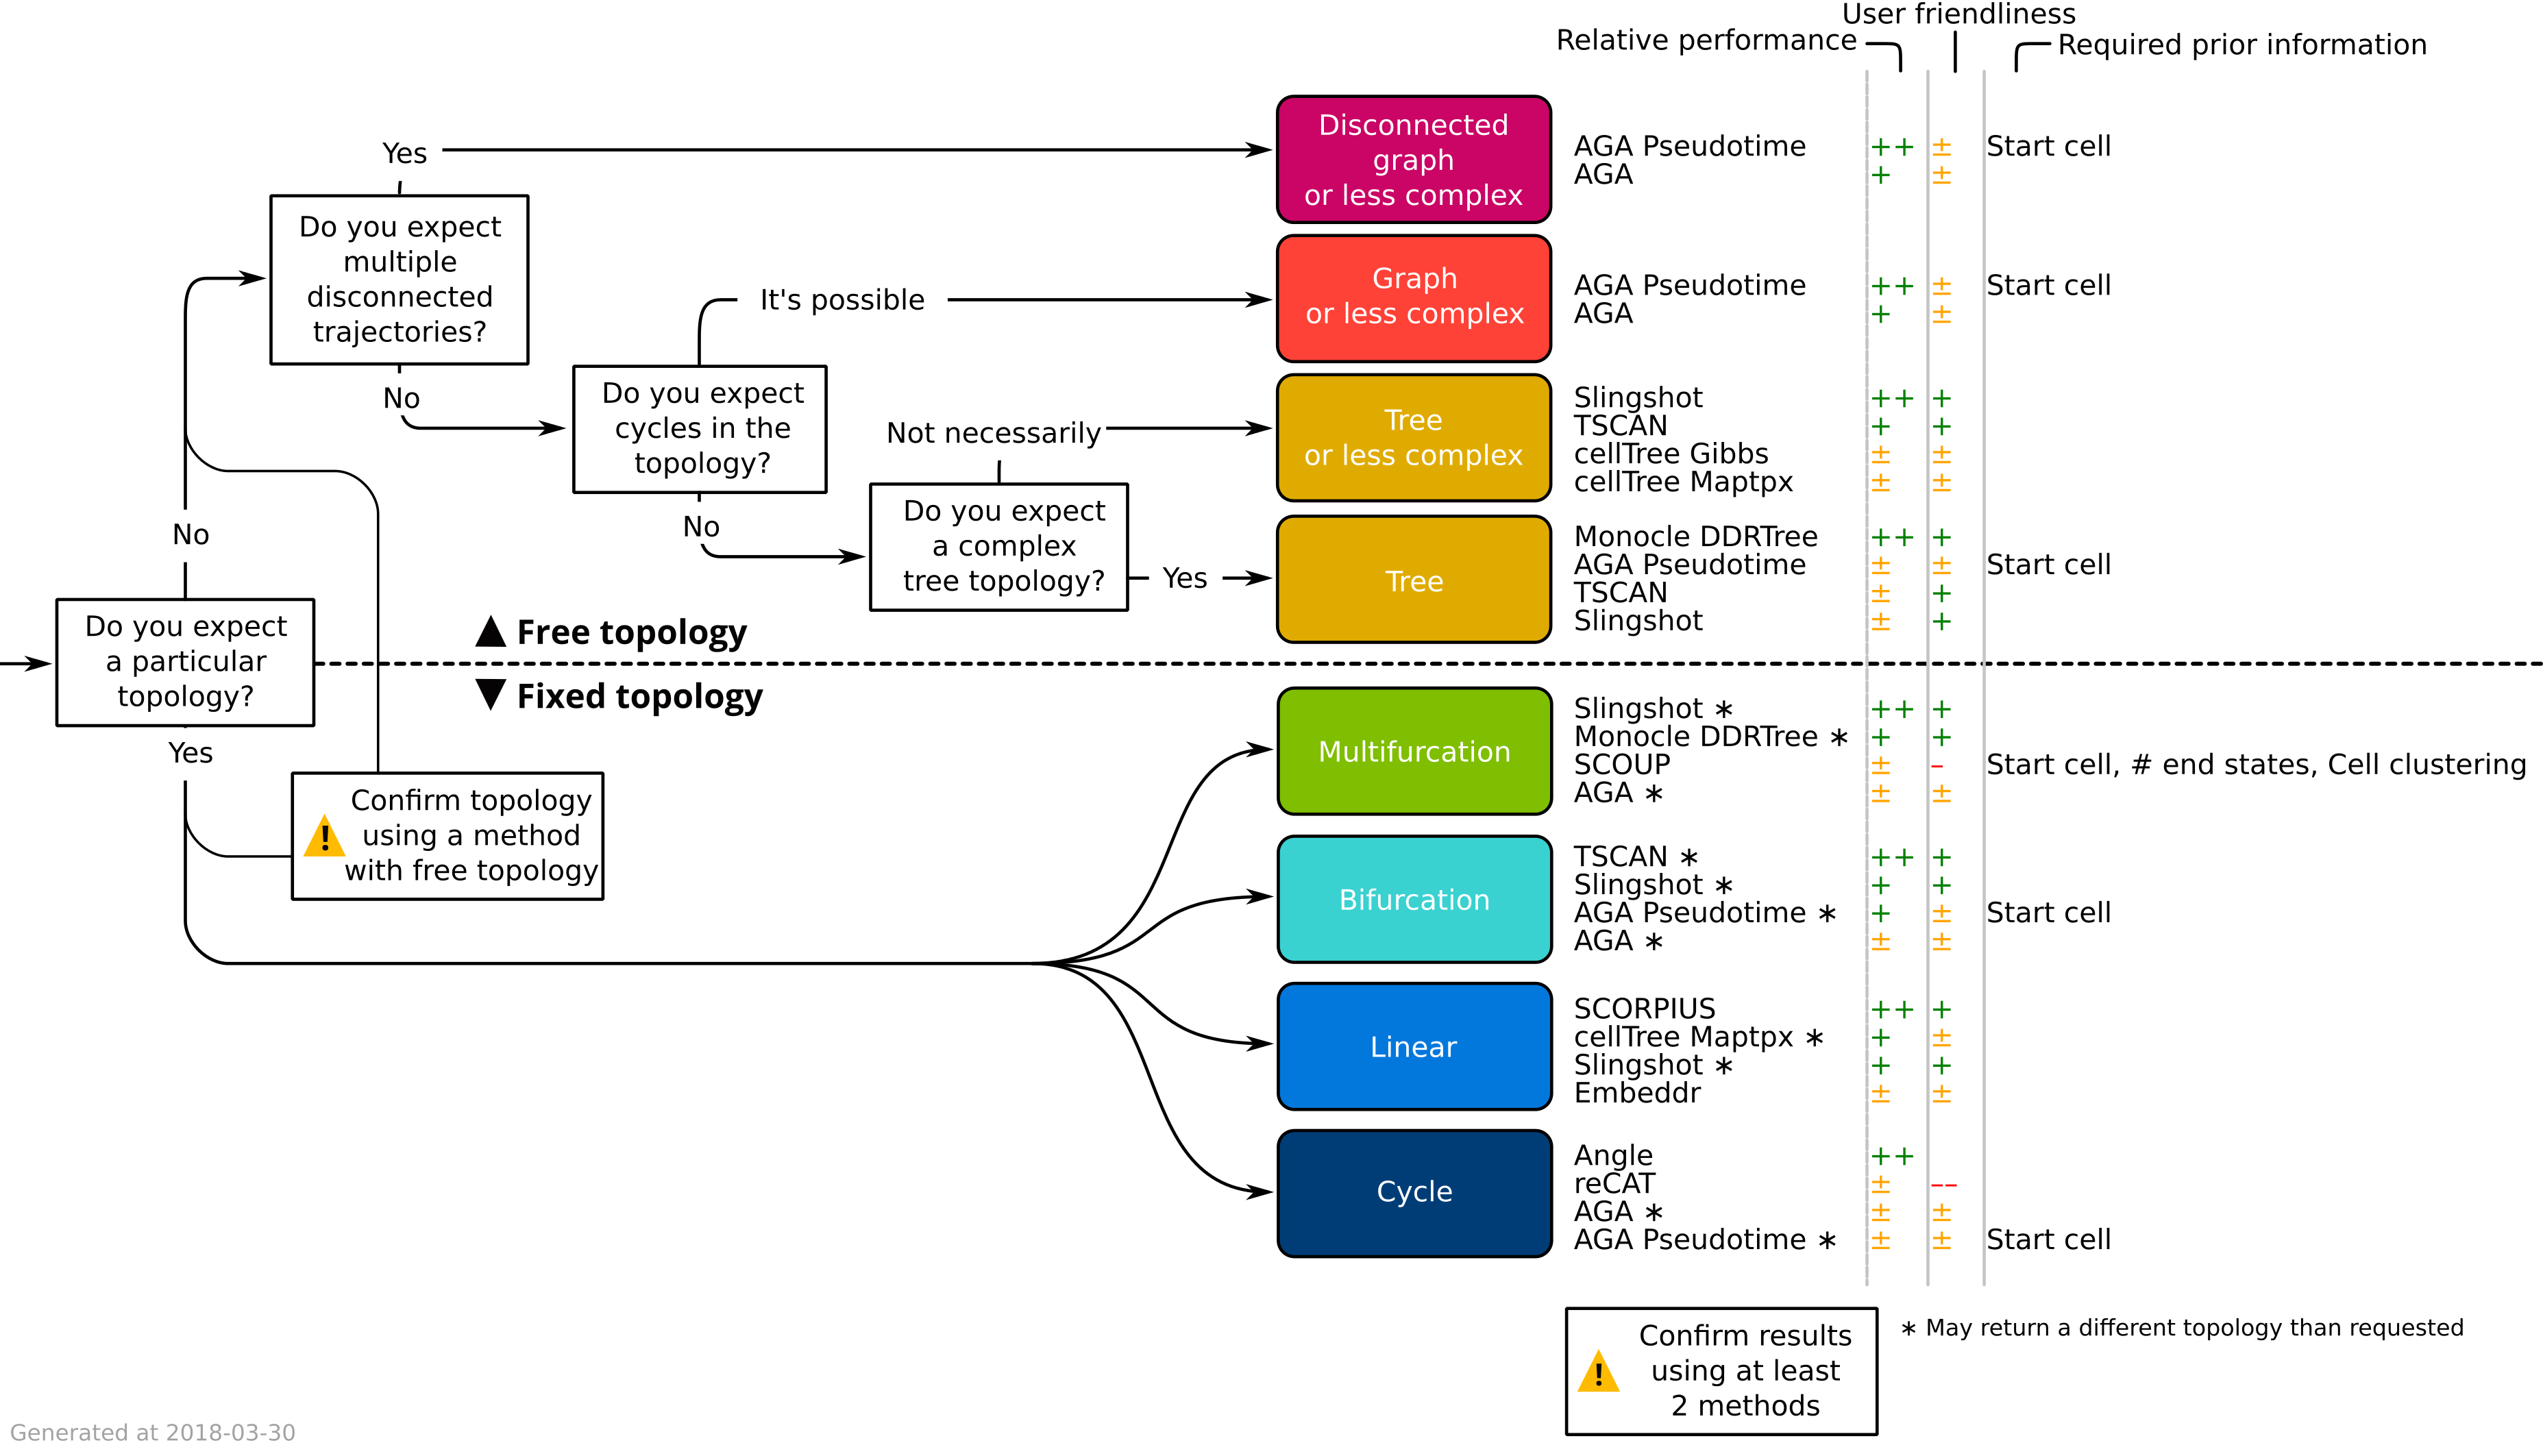 User friendliness
Relative performance
Required prior information
Yes
Do you expect
multiple
disconnected
trajectories?
No
It's possible
Do you expect
cycles in the
topology?
No
Not necessarily
Do you expect
a complex
tree topology?
Yes
No
Do you expect
a particular
topology?
Yes
▲ Free topology
▼ Fixed topology
! Confirm topology
using a method
with free topology
Disconnected
graph
or less complex
AGA Pseudotime ++ ± Start cell
AGA + ±
Graph
or less complex
AGA Pseudotime ++ ± Start cell
AGA + ±
Tree
or less complex
Slingshot ++ +
TSCAN + +
cellTree Gibbs ± ±
cellTree Maptpx ± ±
Tree
Monocle DDRTree ++ +
AGA Pseudotime ± ± Start cell
TSCAN ± +
Slingshot ± +
Multifurcation
Slingshot ∗ ++ +
Monocle DDRTree ∗ + +
SCOUP ± – Start cell, # end states, Cell clustering
AGA ∗ ± ±
Bifurcation
TSCAN ∗ ++ +
Slingshot ∗ + +
AGA Pseudotime ∗ + ± Start cell
AGA ∗ ± ±
Linear
SCORPIUS ++ +
cellTree Maptpx ∗ + ±
Slingshot ∗ + +
Embeddr ± ±
Cycle
Angle ++
reCAT ± ––
AGA ∗ ± ±
AGA Pseudotime ∗ ± ± Start cell
! Confirm results
using at least
2 methods
∗ May return a different topology than requested
Generated at 2018-03-30